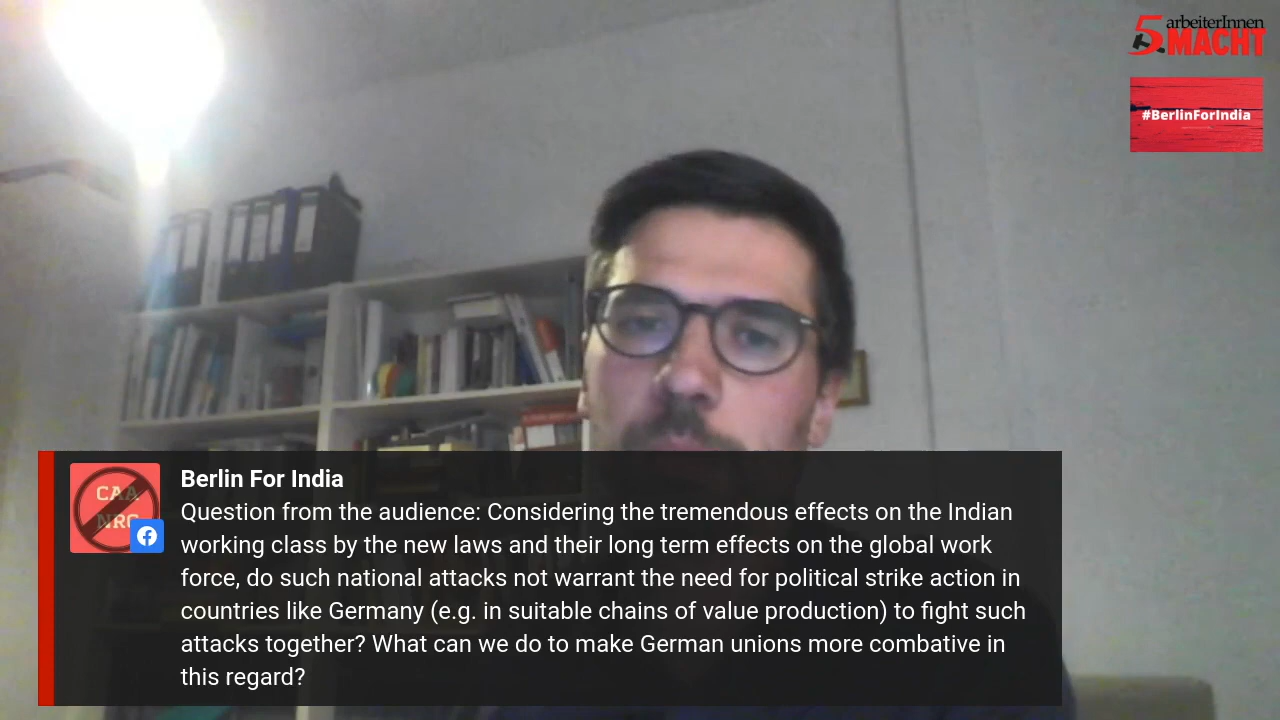 5
arbeiterInnen
MACHT
#BerlinForIndia
CAA
NRC
Berlin For India
Question from the audience: Considering the tremendous effects on the Indian
working class by the new laws and their long term effects on the global work
force, do such national attacks not warrant the need for political strike action in
countries like Germany (e.g. in suitable chains of value production) to fight such
attacks together? What can we do to make German unions more combative in
this regard?